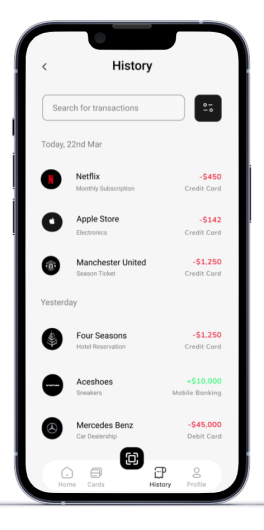 History
Search for transactions
Today, 22nd Mar
Netflix
-$450
Monthly Subscription
Credit Card
Apple Store
-$142
Electronics
Credit Card
Manchester United
-$1,250
Season Ticket
Credit Card
Yesterday
Four Seasons
-$1,250
Hotel Reservation
Credit Card
Aceshoes
+$10,000
Sneakers
Mobile Banking
Mercedes Benz
-$45,000
Car Dealership
Debit Card
Home
Cards
History
Profile